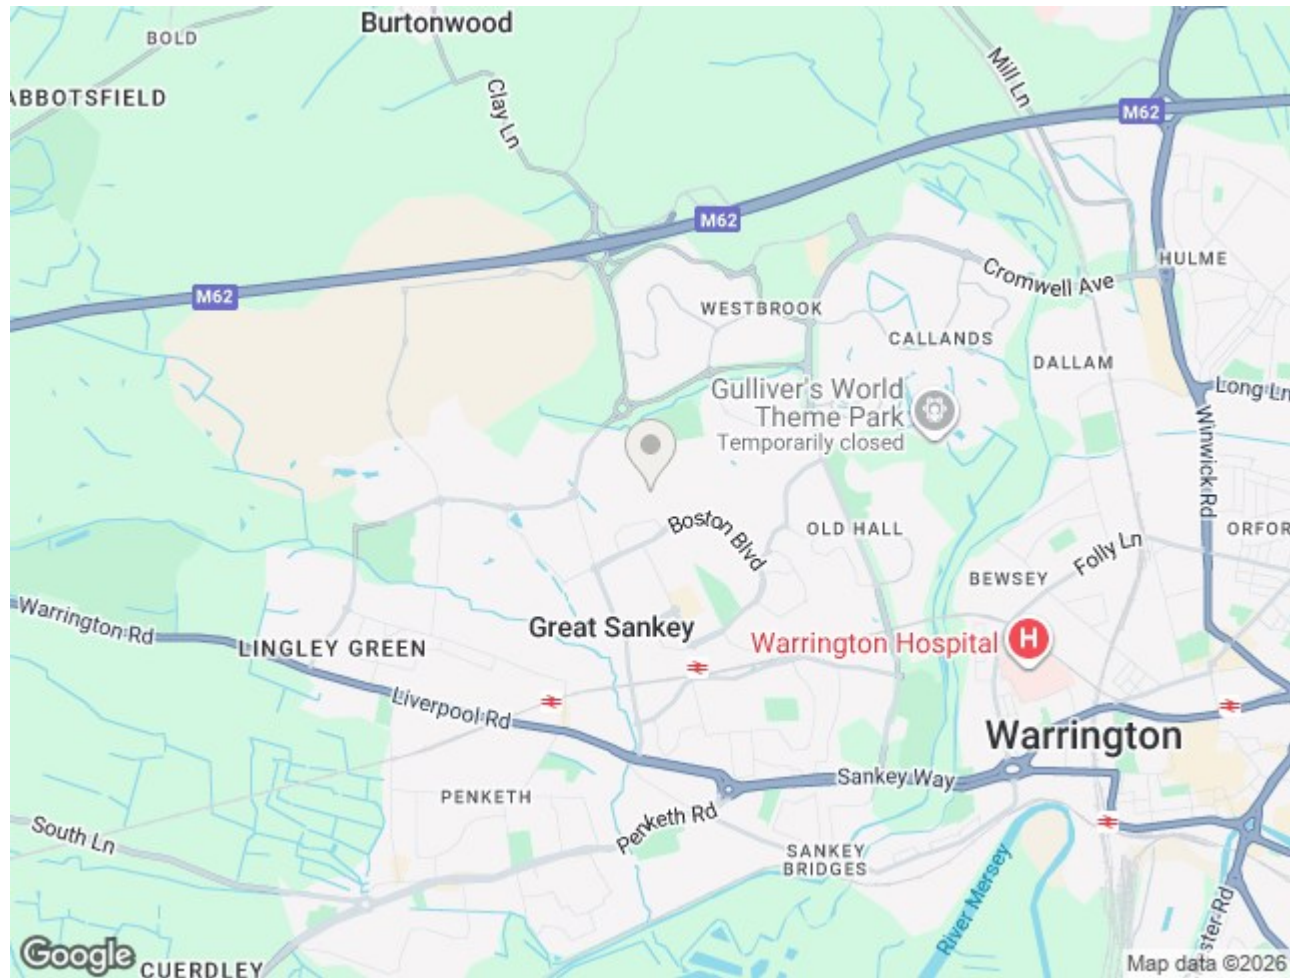 Burtonwood
BOLD
ABBOTSFIELD
Clay Ln
Mill Ln
M62
M62
M62
HULME
Cromwell Ave
WESTBROOK
CALLANDS
DALLAM
Long Ln
Gulliver's World
Theme Park
Temporarily closed
Winwick Rd
Boston Blvd
OLD HALL
ORFOR
Folly Ln
BEWSEY
Warrington Rd
Great Sankey
LINGLEY GREEN
Warrington Hospital
H
Liverpool Rd
Warrington
Sankey Way
PENKETH
Penketh Rd
South Ln
SANKEY
BRIDGES
River Mersey
ster Rd
Google
CUERDLEY
Map data ©2026